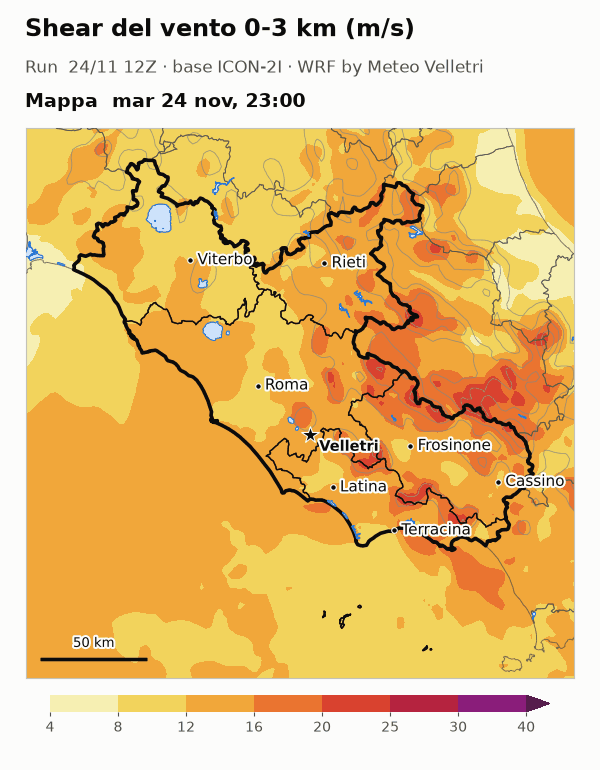 Shear del vento 0-3 km (m/s)
Run  24/11 12Z · base ICON-2I · WRF by Meteo Velletri
Mappa  mar 24 nov, 23:00
Viterbo
Rieti
Roma
Velletri
Frosinone
Latina
Cassino
Terracina
50 km
4 8 12 16 20 25 30 40